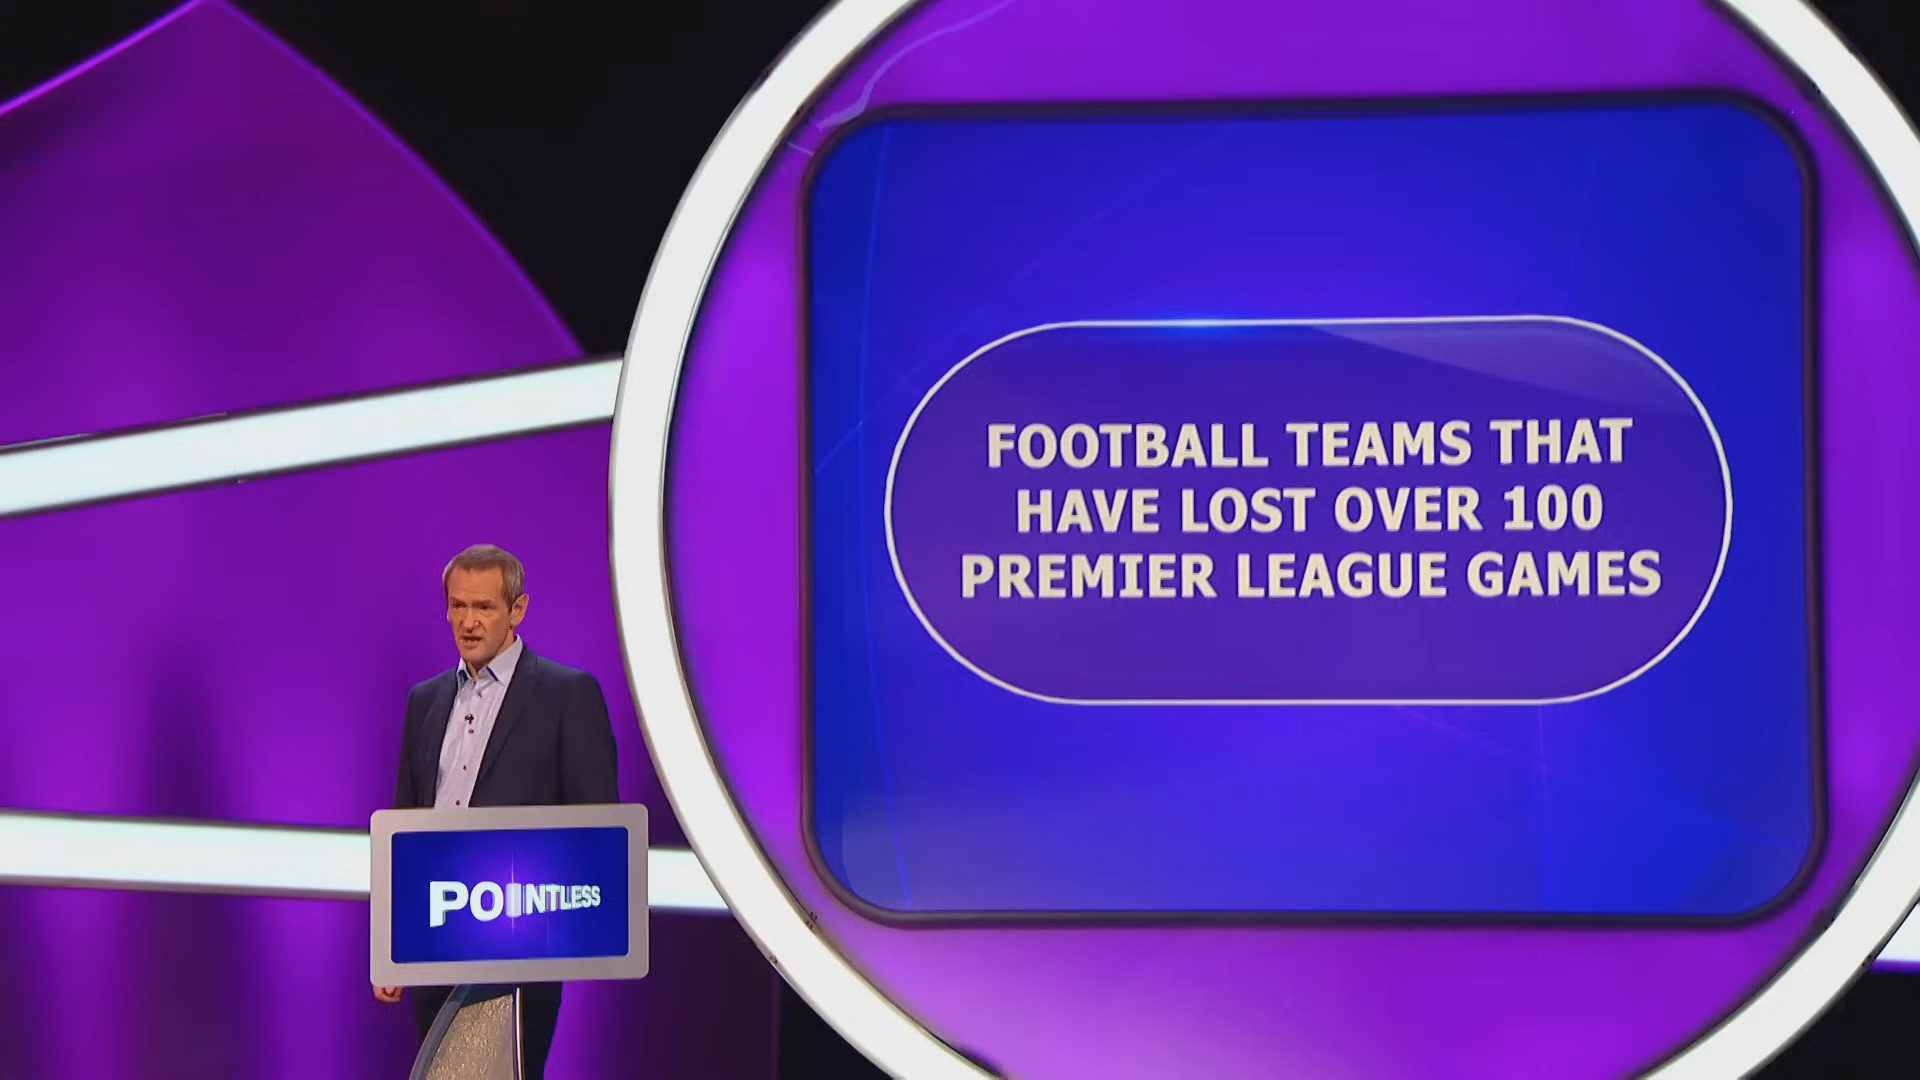 FOOTBALL TEAMS THAT
HAVE LOST OVER 100
PREMIER LEAGUE GAMES
POINTLESS